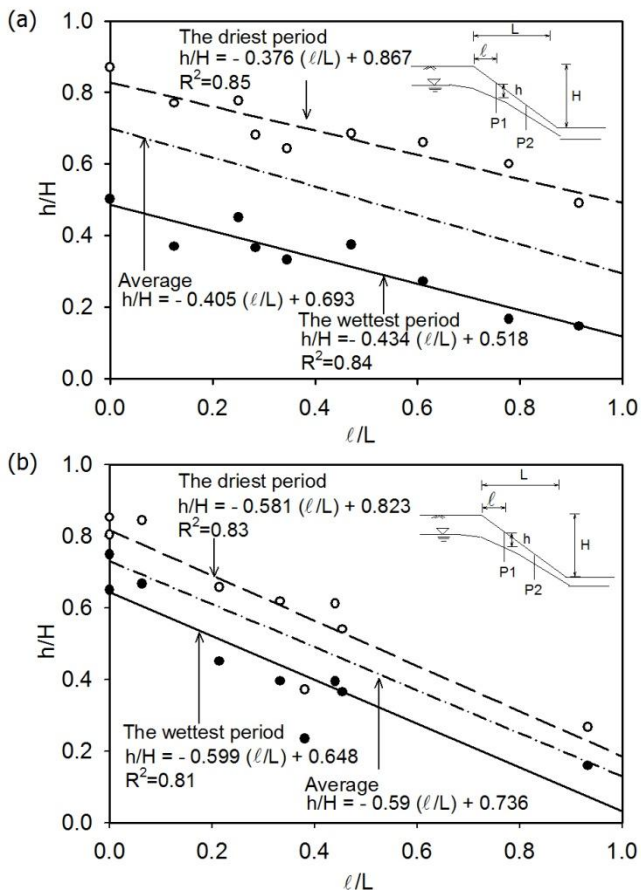 (a)
1.0
0.8
0.6
0.4
0.2
0.0
h/H
The driest period
h/H = - 0.376 (ℓ/L) + 0.867
R²=0.85
L
ℓ
h
H
P1
P2
Average
h/H = - 0.405 (ℓ/L) + 0.693
The wettest period
h/H =- 0.434 (ℓ/L) + 0.518
R²=0.84
0.0 0.2 0.4 0.6 0.8 1.0
ℓ/L
(b)
1.0
0.8
0.6
0.4
0.2
0.0
h/H
The driest period
h/H = - 0.581 (ℓ/L) + 0.823
R²=0.83
L
ℓ
h
H
P1
P2
The wettest period
h/H = - 0.599 (ℓ/L) + 0.648
R²=0.81
Average
h/H = - 0.59 (ℓ/L) + 0.736
0.0 0.2 0.4 0.6 0.8 1.0
ℓ/L